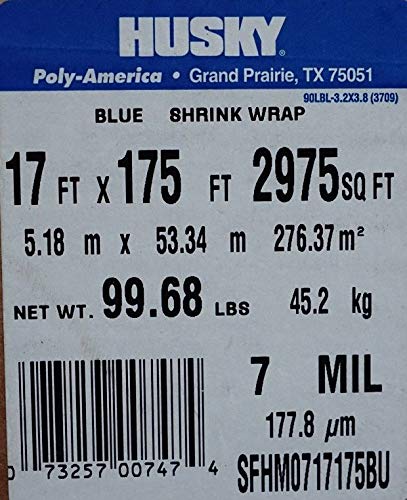 HUSKY®
Poly-America • Grand Prairie, TX 75051
90LBL-3.2X3.8 (3709)
BLUE SHRINK WRAP
17 FT X 175 FT 2975 SQ FT
5.18 m x 53.34 m 276.37 m²
NET WT. 99.68 LBS 45.2 kg
7 MIL
177.8 µm
0 73257 00747 4
SFHM0717175BU